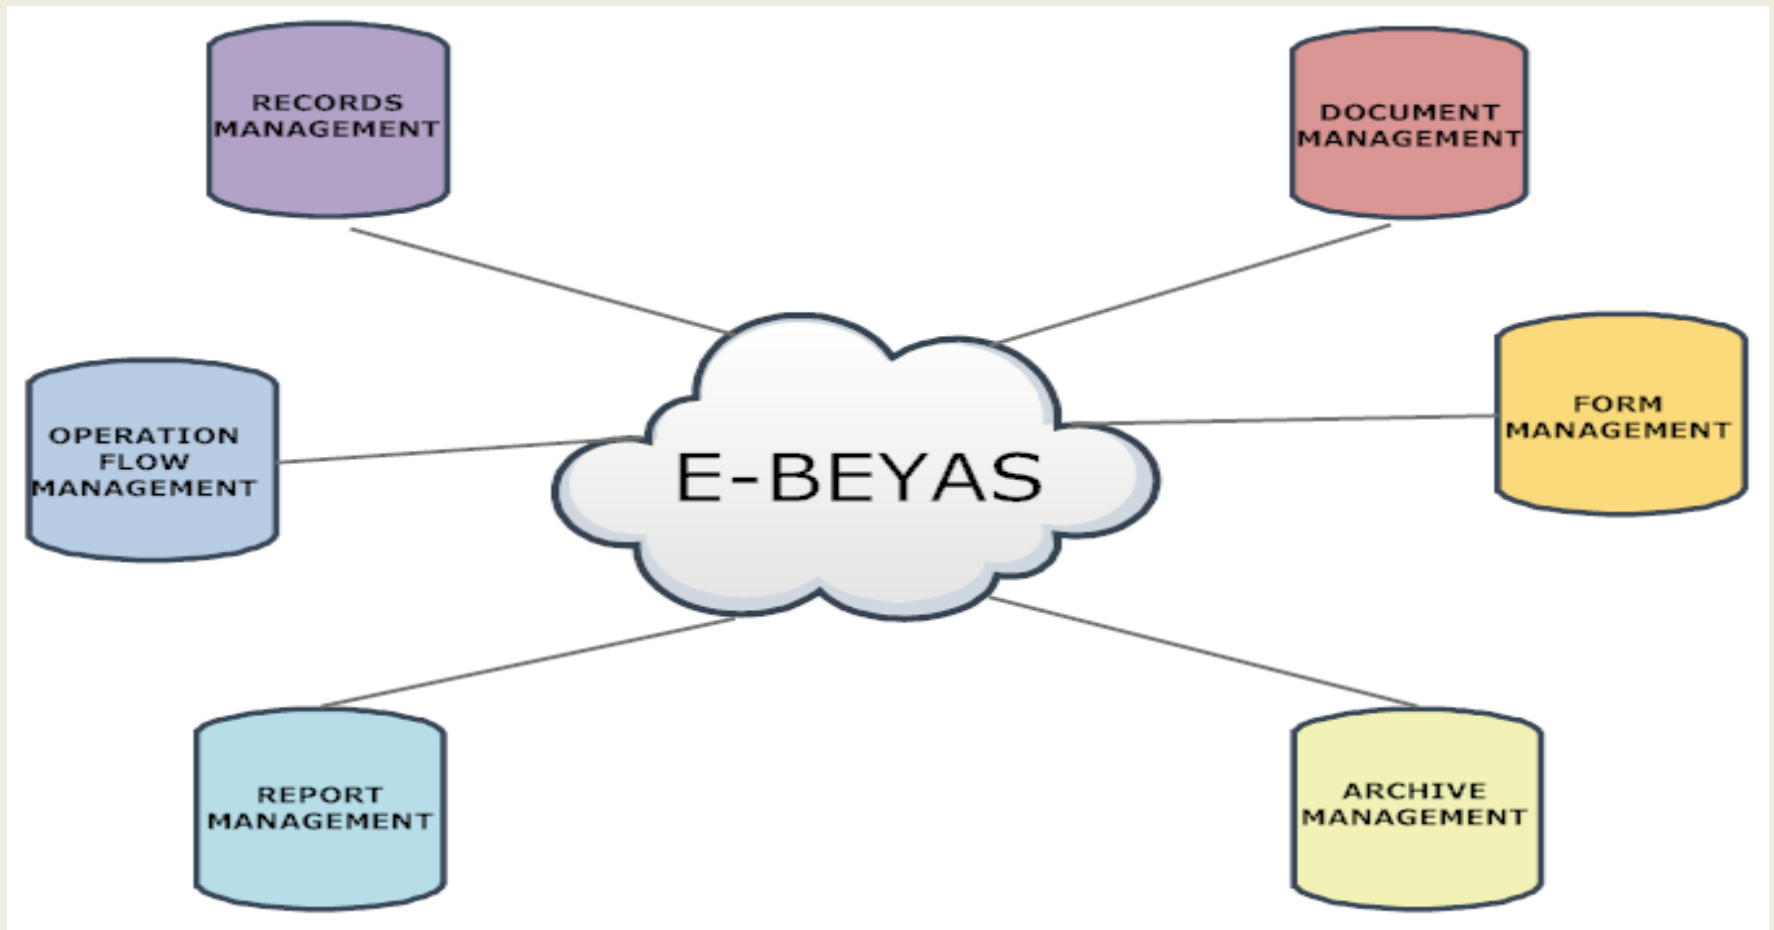 RECORDS
MANAGEMENT
DOCUMENT
MANAGEMENT
OPERATION
FLOW
MANAGEMENT
E-BEYAS
FORM
MANAGEMENT
REPORT
MANAGEMENT
ARCHIVE
MANAGEMENT